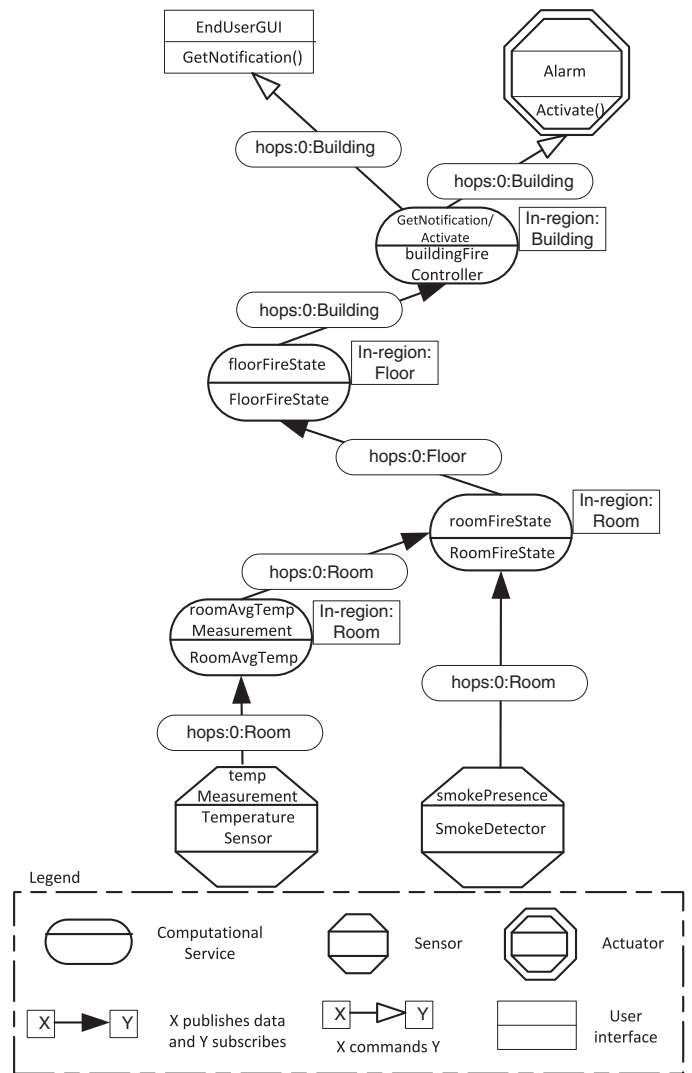 EndUserGUI
GetNotification()
Alarm
Activate()
hops:0:Building
hops:0:Building
GetNotification/
Activate
buildingFire
Controller
In-region:
Building
hops:0:Building
floorFireState
FloorFireState
In-region:
Floor
hops:0:Floor
roomFireState
RoomFireState
In-region:
Room
hops:0:Room
roomAvgTemp
Measurement
RoomAvgTemp
In-region:
Room
hops:0:Room
hops:0:Room
temp
Measurement
Temperature
Sensor
smokePresence
SmokeDetector
Legend
Computational
Service
Sensor
Actuator
X
Y
X publishes data
and Y subscribes
X
Y
X commands Y
User
interface